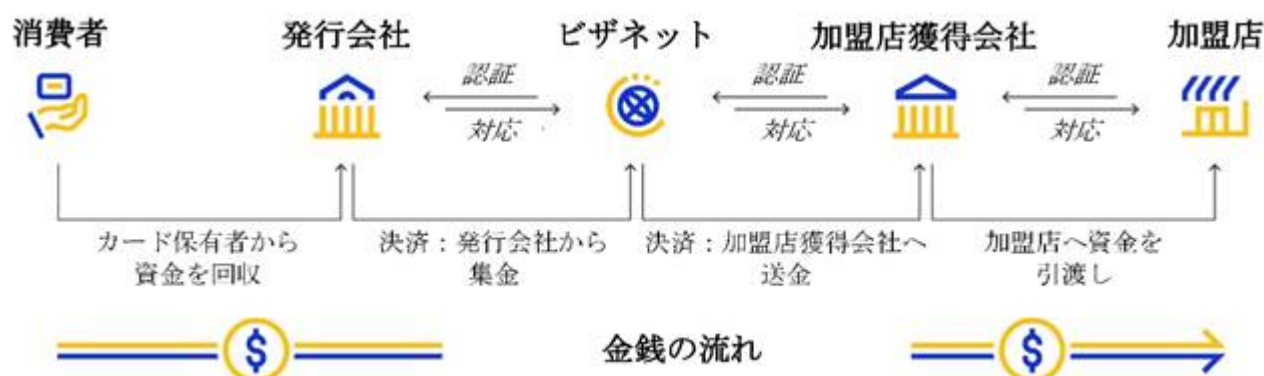 消費者
発行会社
ビザネット
加盟店獲得会社
加盟店
認証
対応
認証
対応
認証
対応
カード保有者から
資金を回収
決済：発行会社から
集金
決済：加盟店獲得会社へ
送金
加盟店へ資金を
引渡し
$
金銭の流れ
$